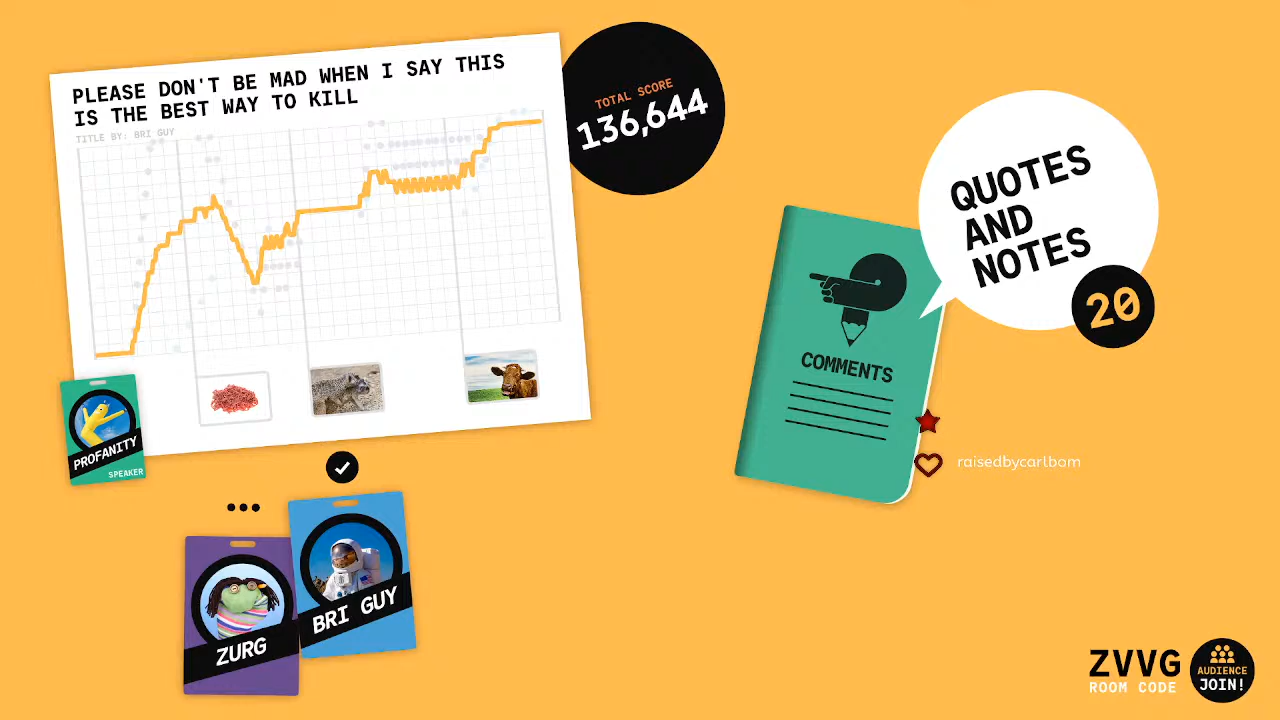 PLEASE DON'T BE MAD WHEN I SAY THIS
IS THE BEST WAY TO KILL
TITLE BY: BRI GUY
TOTAL SCORE
136,644
QUOTES
AND
NOTES
20
COMMENTS
raisedbycarlbom
PROFANITY
SPEAKER
ZURG
BRI GUY
ZVVG
ROOM CODE
AUDIENCE
JOIN!